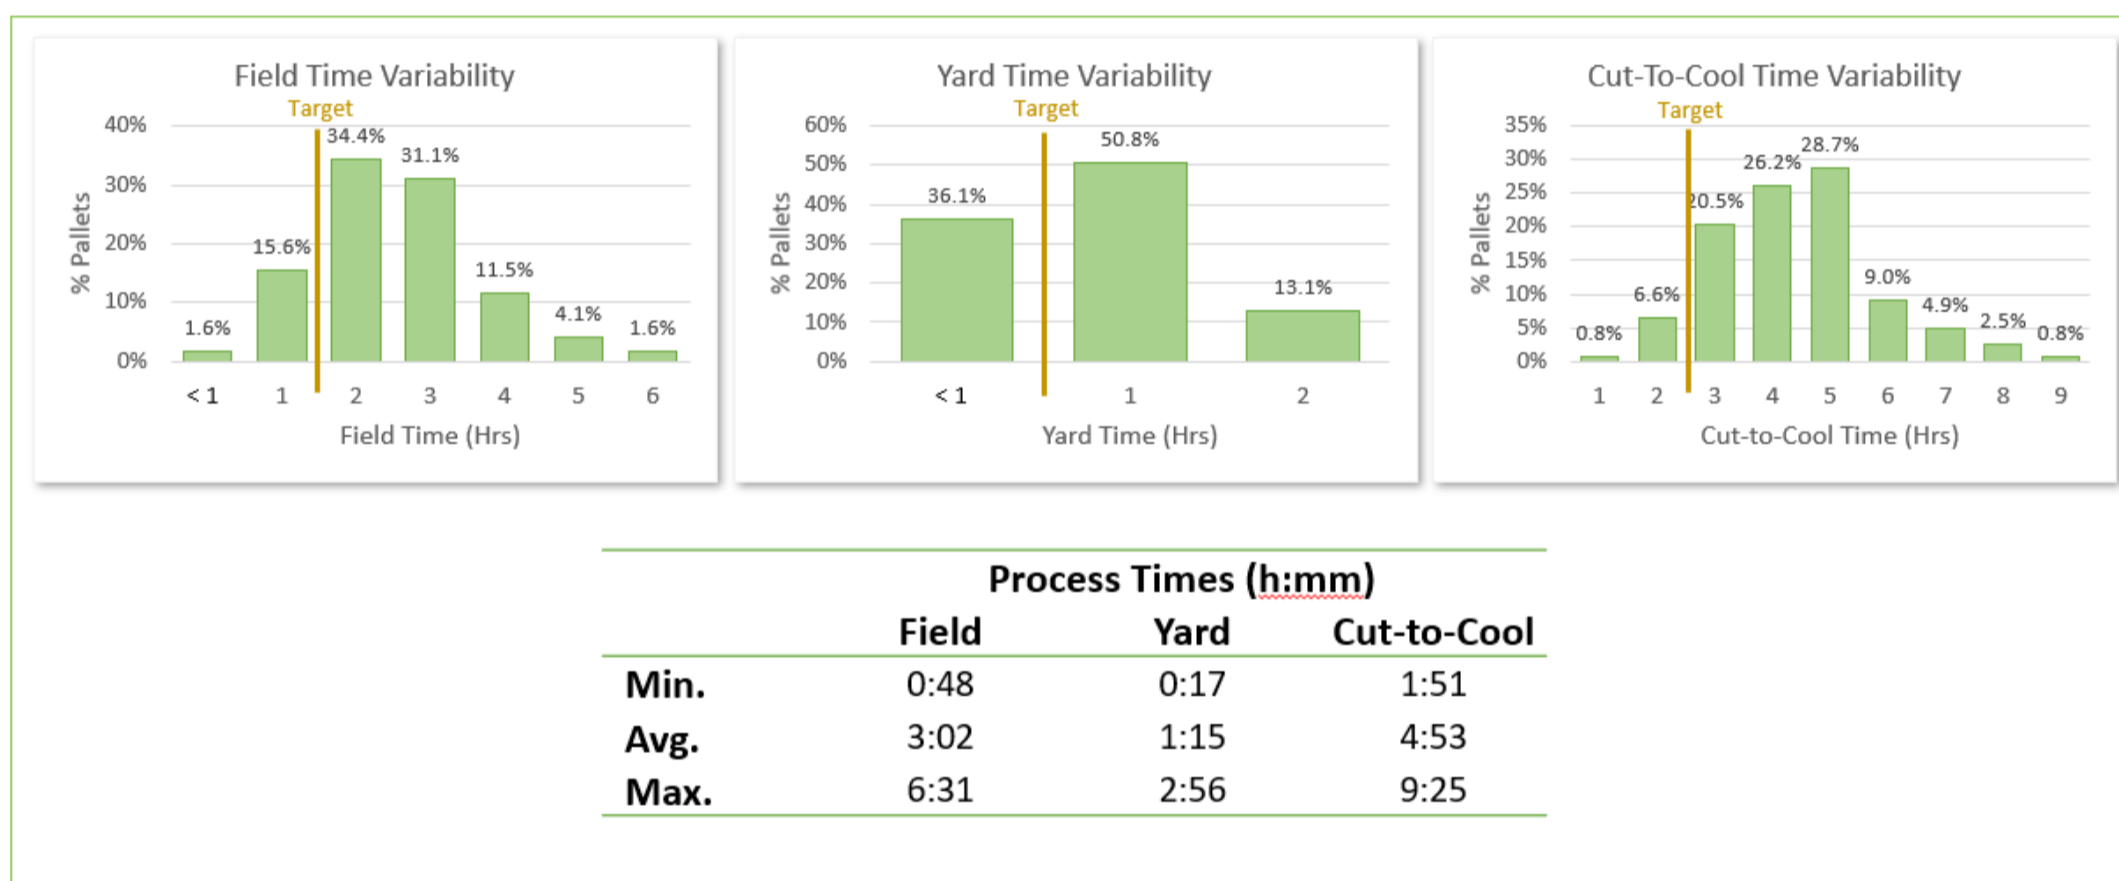 Field Time Variability
Target
40%
30%
20%
10%
0%
% Pallets
1.6%
15.6%
34.4%
31.1%
11.5%
4.1%
1.6%
< 1 1 2 3 4 5 6
Field Time (Hrs)
Yard Time Variability
Target
60%
50%
40%
30%
20%
10%
0%
% Pallets
36.1%
50.8%
13.1%
< 1 1 2
Yard Time (Hrs)
Cut-To-Cool Time Variability
Target
35%
30%
25%
20%
15%
10%
5%
0%
% Pallets
0.8%
6.6%
20.5%
26.2%
28.7%
9.0%
4.9%
2.5%
0.8%
1 2 3 4 5 6 7 8 9
Cut-to-Cool Time (Hrs)
Process Times (h:mm)
Field Yard Cut-to-Cool
Min. 0:48 0:17 1:51
Avg. 3:02 1:15 4:53
Max. 6:31 2:56 9:25